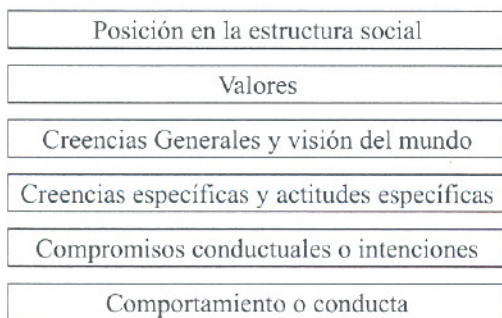 Posición en la estructura social
Valores
Creencias Generales y visión del mundo
Creencias específicas y actitudes específicas
Compromisos conductuales o intenciones
Comportamiento o conducta